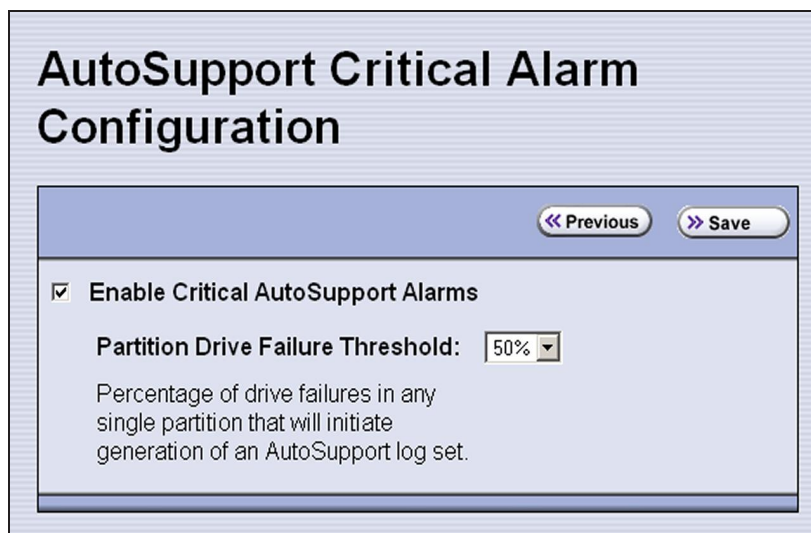 AutoSupport Critical Alarm
Configuration
Previous
Save
Enable Critical AutoSupport Alarms
Partition Drive Failure Threshold: 50%
Percentage of drive failures in any
single partition that will initiate
generation of an AutoSupport log set.